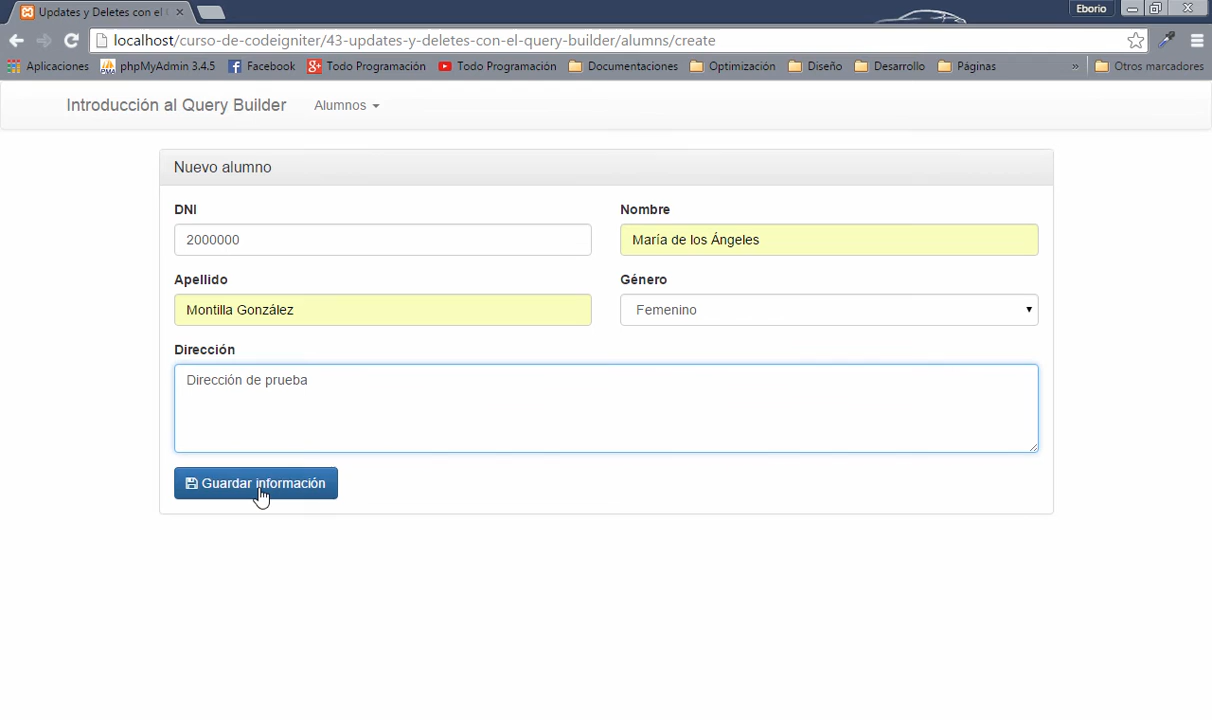 Updates y Deletes con el
Eborio
localhost/curso-de-codeigniter/43-updates-y-deletes-con-el-query-builder/alumns/create
Aplicaciones phpMyAdmin 3.4.5 Facebook Todo Programación Todo Programación Documentaciones Optimización Diseño Desarrollo Páginas » Otros marcadores
Introducción al Query Builder Alumnos
Nuevo alumno
DNI Nombre
2000000 María de los Ángeles
Apellido Género
Montilla González Femenino
Dirección
Dirección de prueba
Guardar información